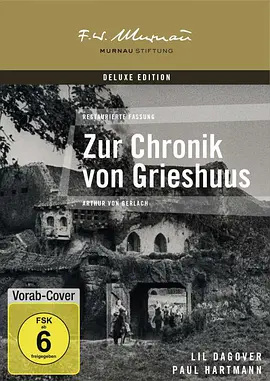 F.W. Murnau
MURNAU STIFTUNG
DELUXE EDITION
RESTAURIERTE FASSUNG
Zur Chronik
von Grieshuus
ARTHUR VON GERLACH
Vorab-Cover
FSK
ab
6
freigegeben
LIL DAGOVER
PAUL HARTMANN